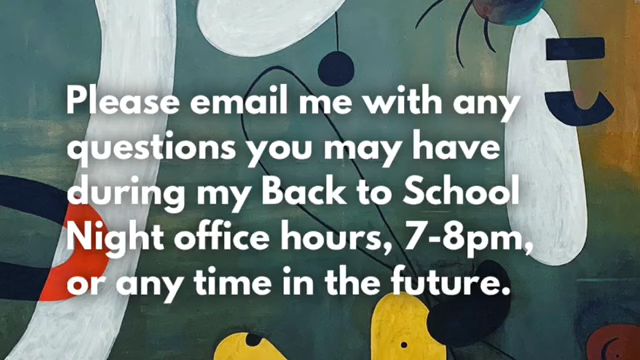 Please email me with any
questions you may have
during my Back to School
Night office hours, 7-8pm,
or any time in the future.